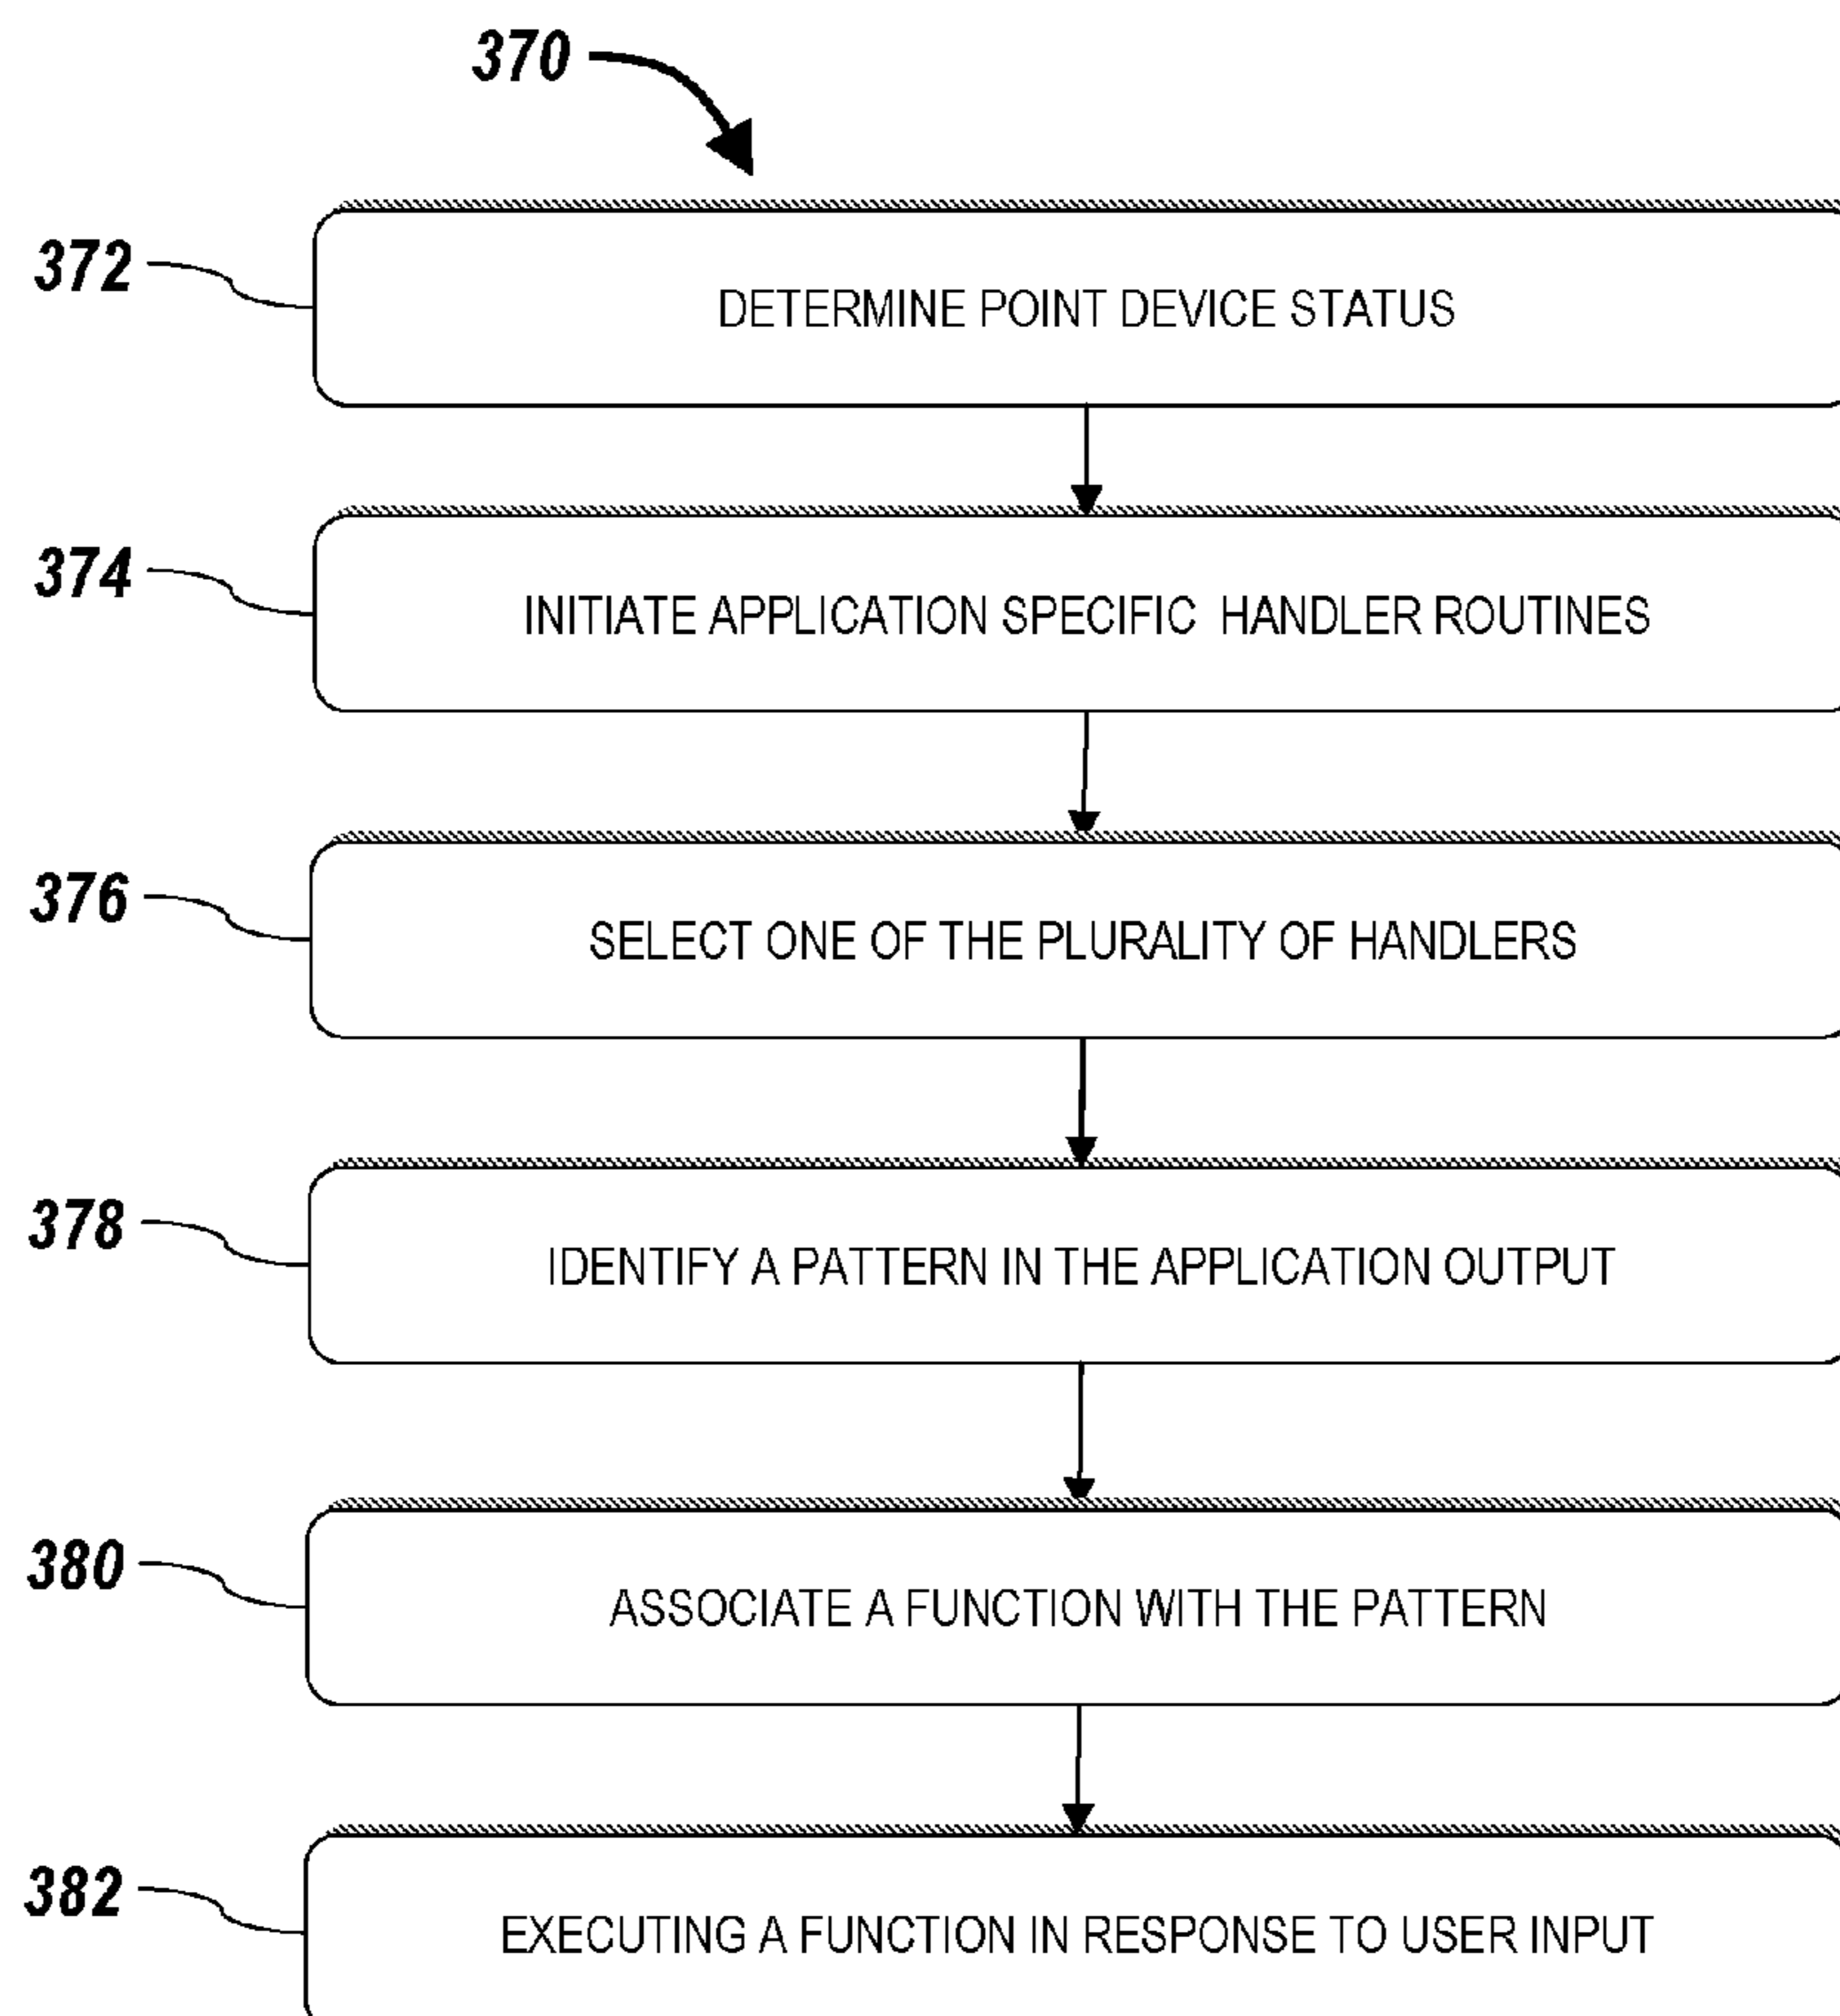 370
372
DETERMINE POINT DEVICE STATUS
374
INITIATE APPLICATION SPECIFIC HANDLER ROUTINES
376
SELECT ONE OF THE PLURALITY OF HANDLERS
378
IDENTIFY A PATTERN IN THE APPLICATION OUTPUT
380
ASSOCIATE A FUNCTION WITH THE PATTERN
382
EXECUTING A FUNCTION IN RESPONSE TO USER INPUT